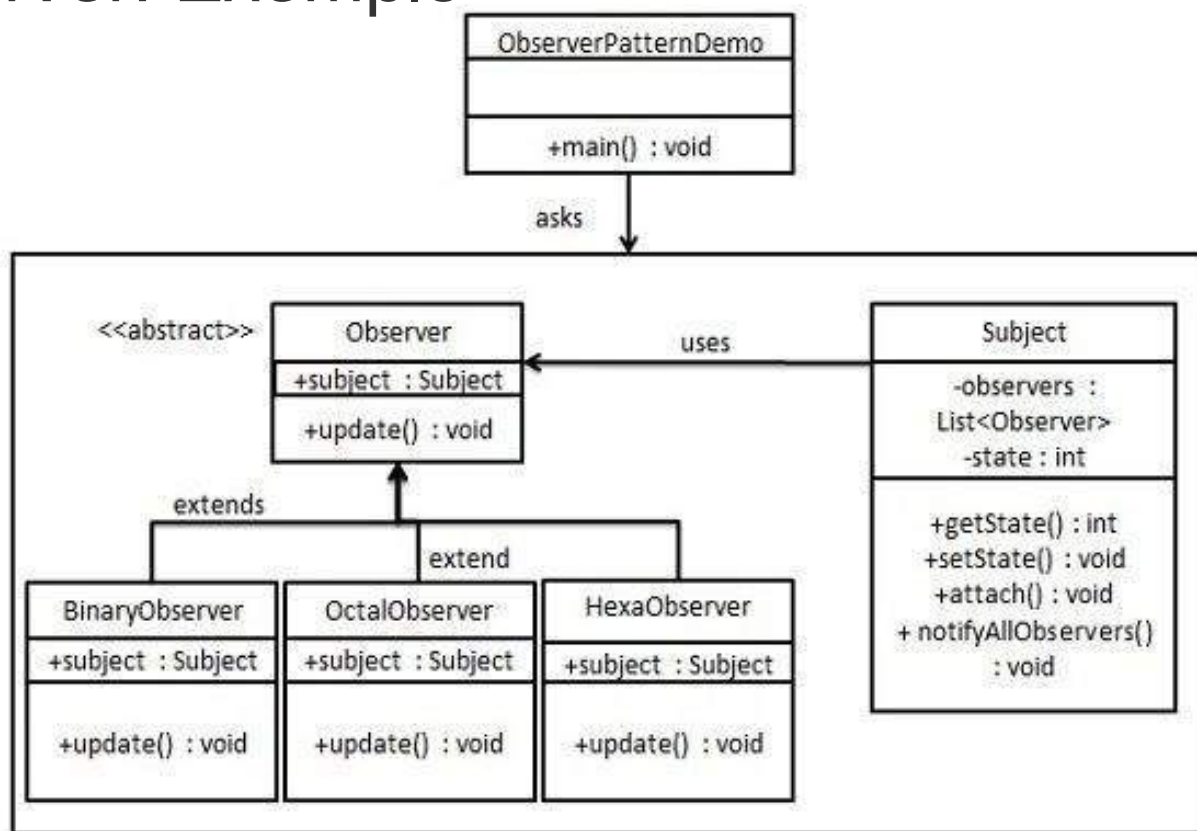 ObserverPatternDemo
+main() : void
asks
<<abstract>>
Observer
+subject : Subject
+update() : void
uses
Subject
-observers :
List<Observer>
-state : int
+getState() : int
+setState() : void
+attach() : void
+ notifyAllObservers()
: void
extends
extend
BinaryObserver
+subject : Subject
+update() : void
OctalObserver
+subject : Subject
+update() : void
HexaObserver
+subject : Subject
+update() : void